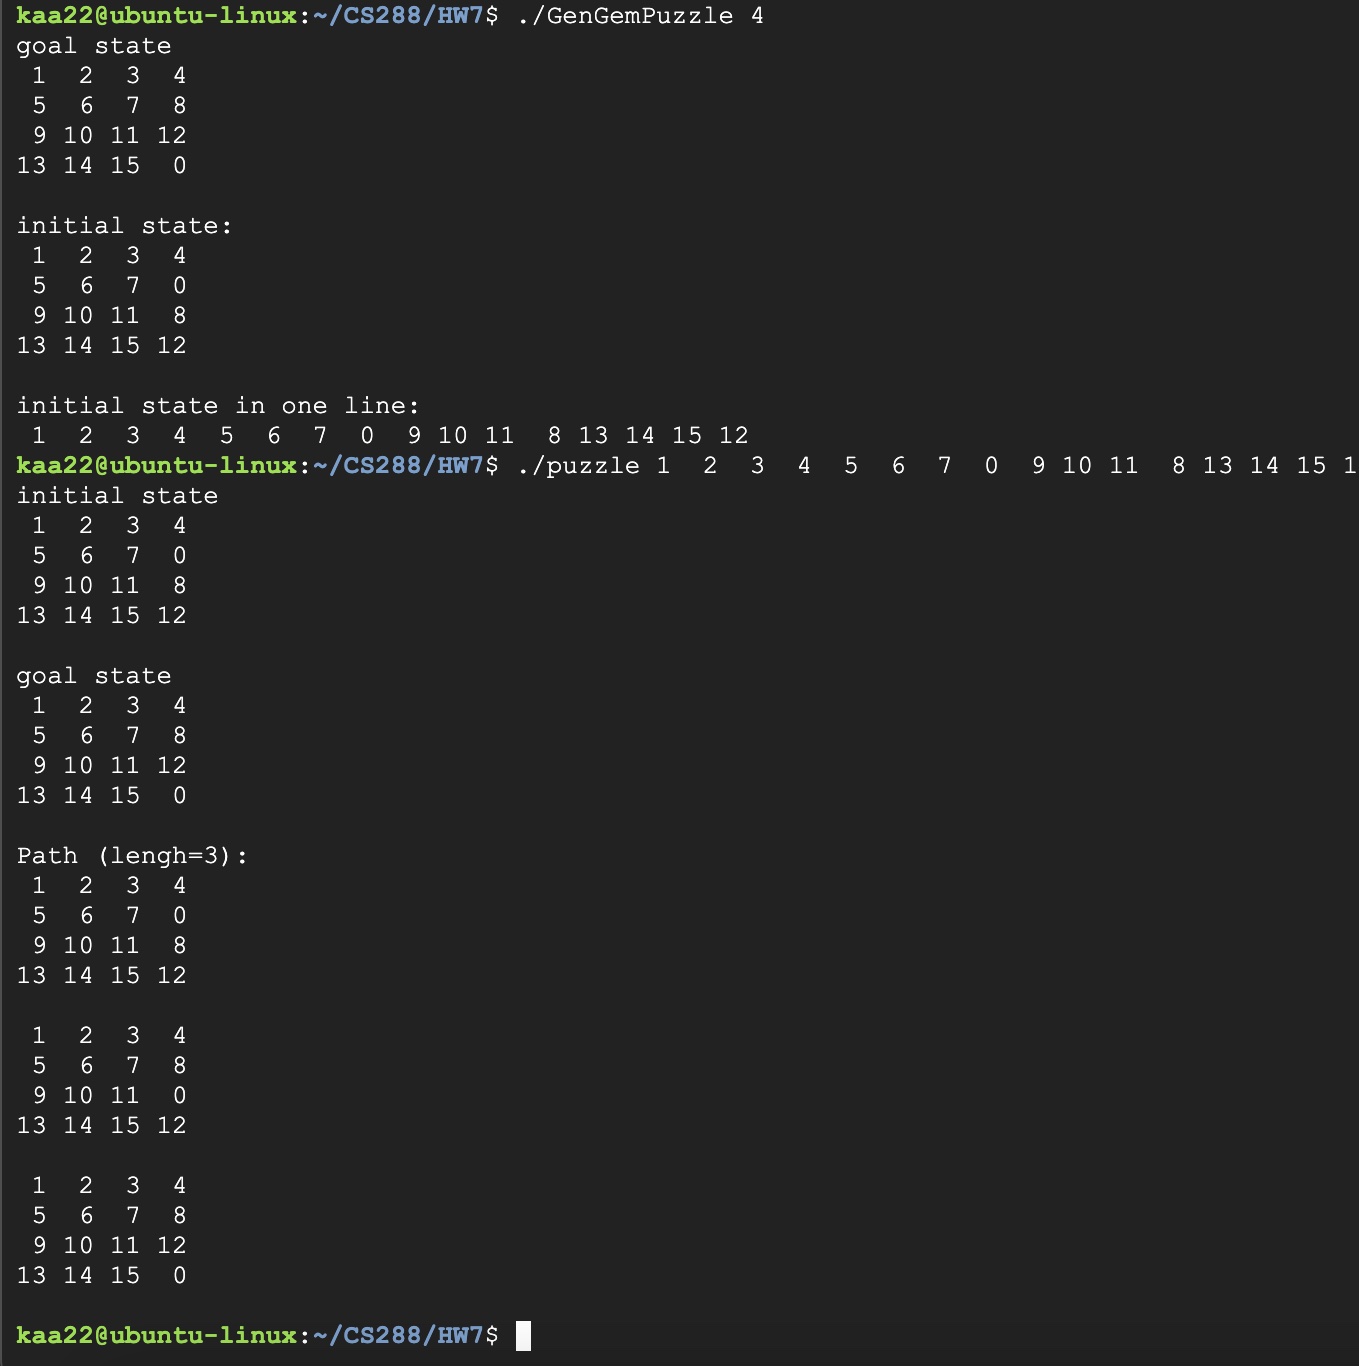 kaa22@ubuntu-linux:~/CS288/HW7$ ./GenGemPuzzle 4
goal state
 1  2  3  4
 5  6  7  8
 9 10 11 12
13 14 15  0

initial state:
 1  2  3  4
 5  6  7  0
 9 10 11  8
13 14 15 12

initial state in one line:
 1  2  3  4  5  6  7  0  9 10 11  8 13 14 15 12
kaa22@ubuntu-linux:~/CS288/HW7$ ./puzzle 1  2  3  4  5  6  7  0  9 10 11  8 13 14 15 1
initial state
 1  2  3  4
 5  6  7  0
 9 10 11  8
13 14 15 12

goal state
 1  2  3  4
 5  6  7  8
 9 10 11 12
13 14 15  0

Path (lengh=3):
 1  2  3  4
 5  6  7  0
 9 10 11  8
13 14 15 12

 1  2  3  4
 5  6  7  8
 9 10 11  0
13 14 15 12

 1  2  3  4
 5  6  7  8
 9 10 11 12
13 14 15  0

kaa22@ubuntu-linux:~/CS288/HW7$